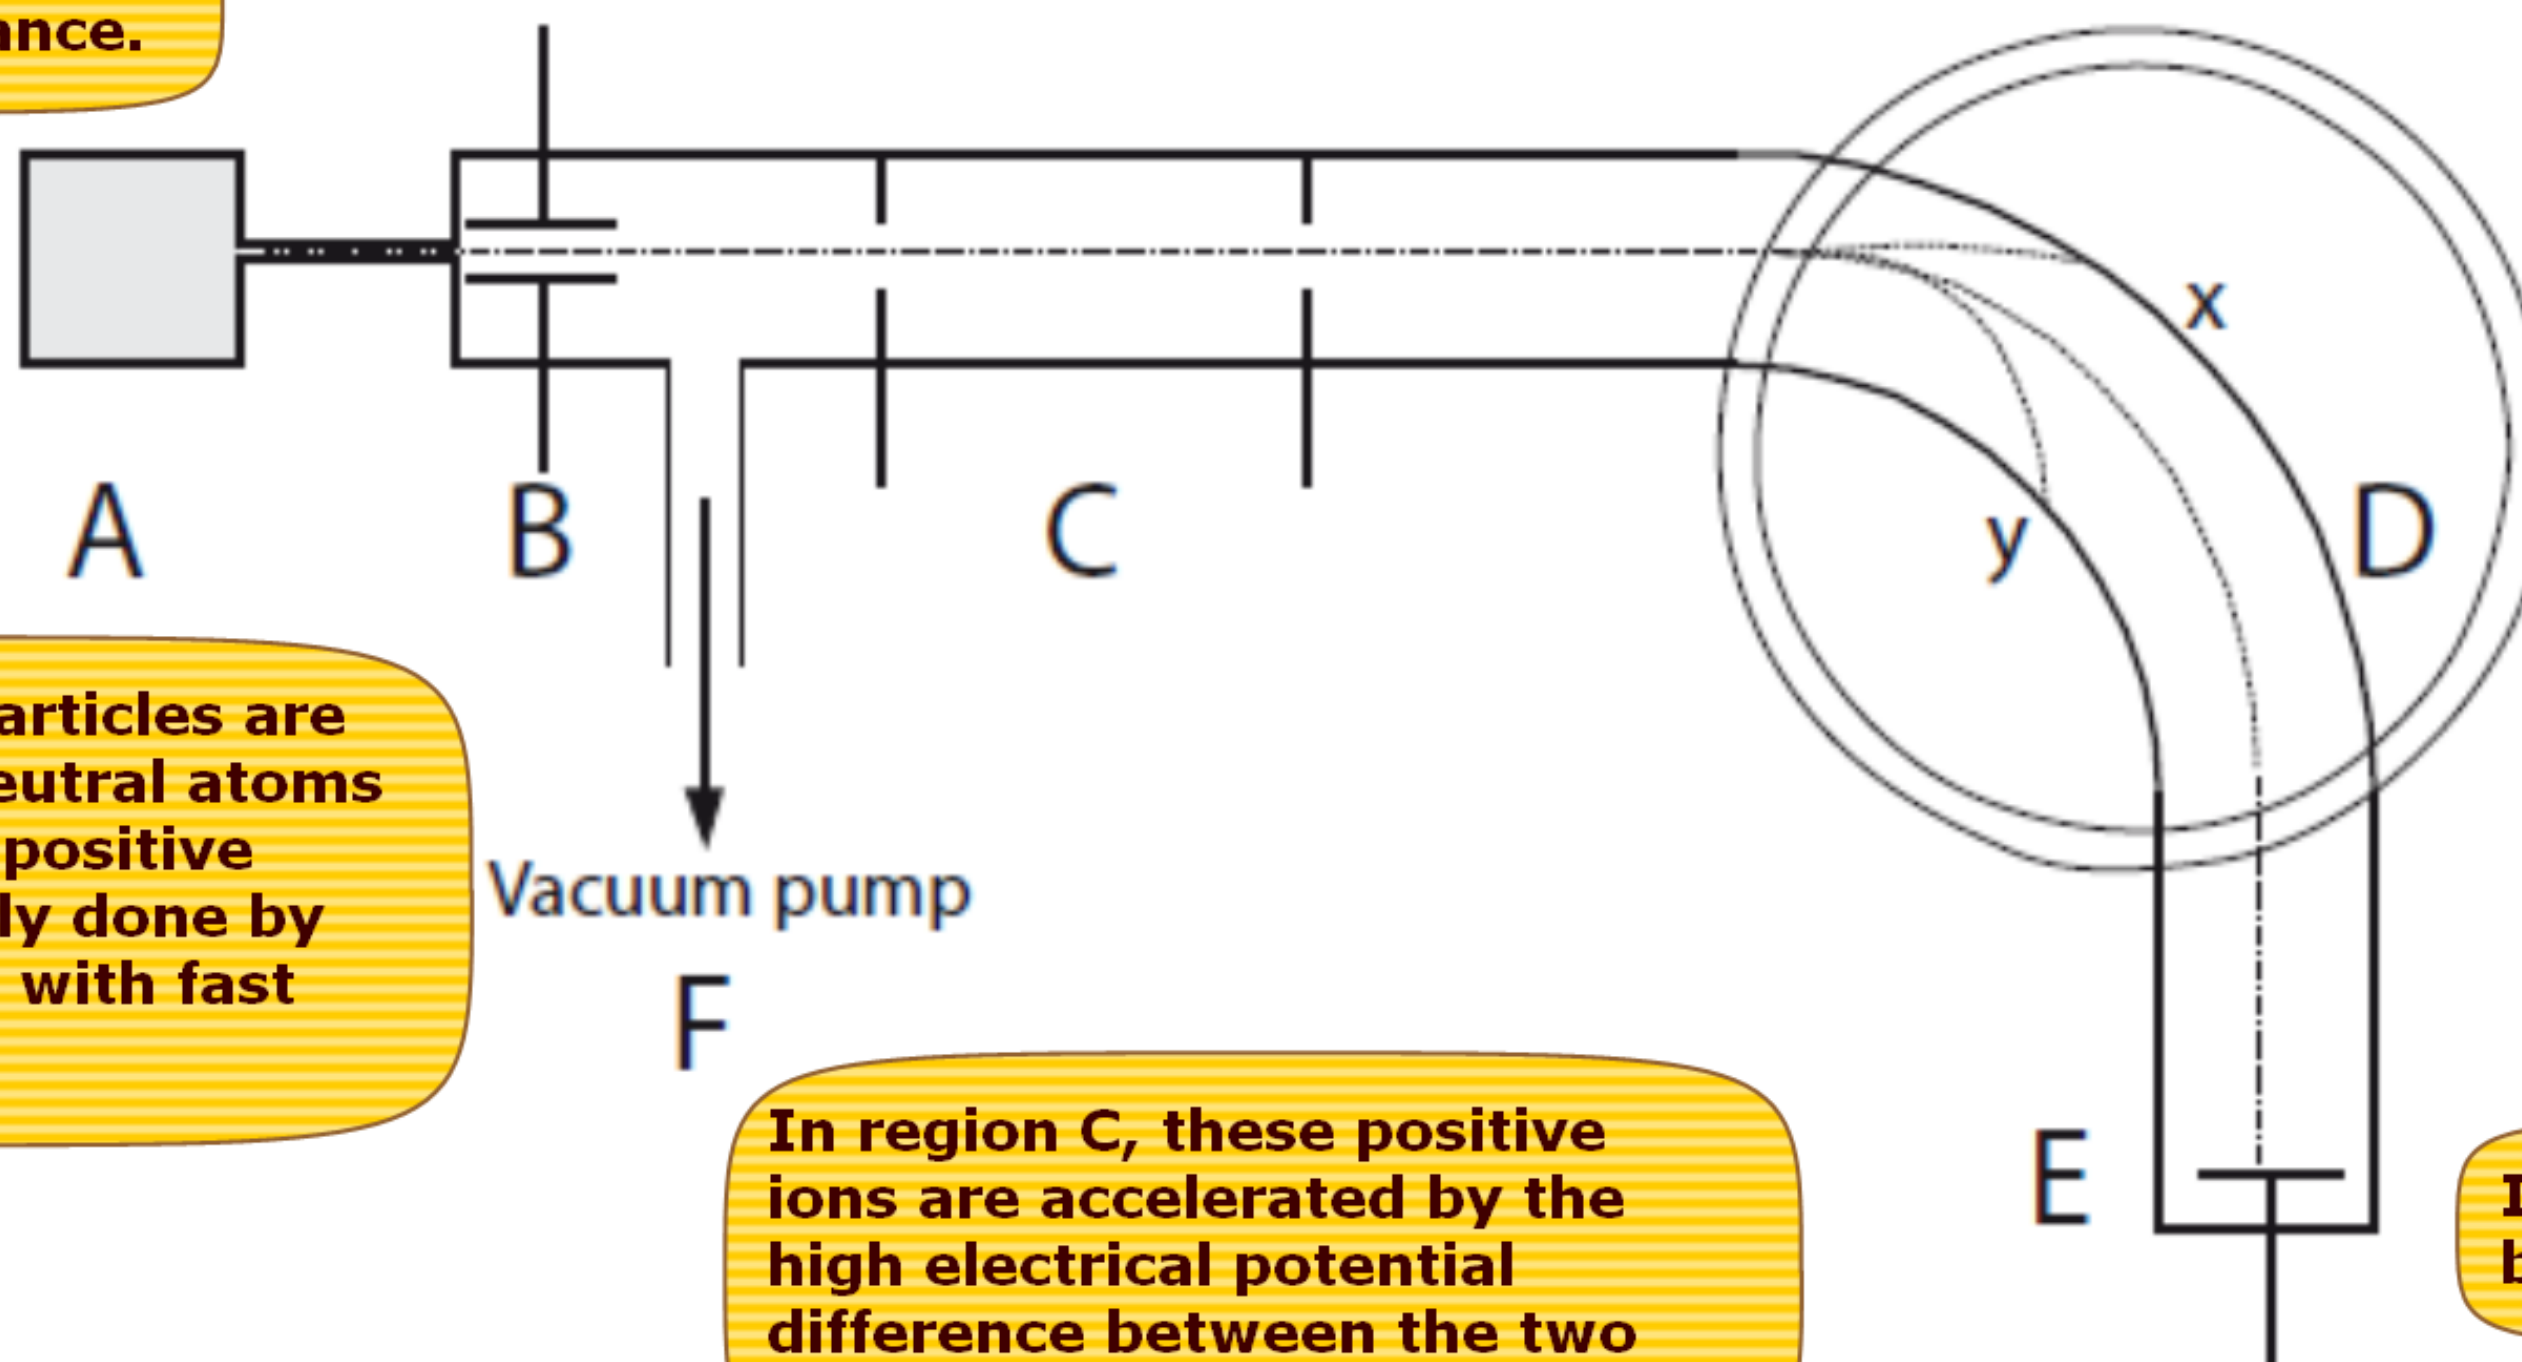 ance.
x
A
B
C
y
D
articles are
eutral atoms
positive
ly done by
with fast
Vacuum pump
F
In region C, these positive
ions are accelerated by the
high electrical potential
difference between the two
E